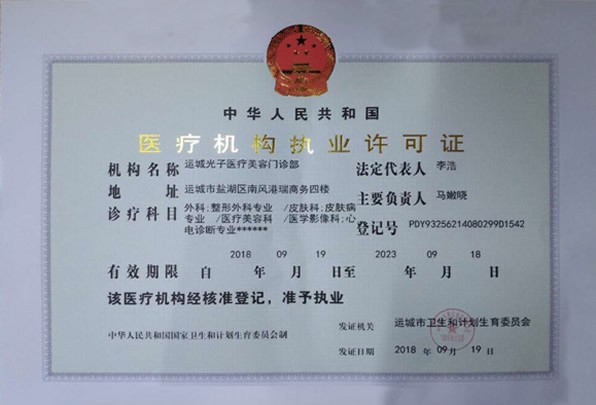 中华人民共和国
医疗机构执业许可证
机构名称 运城光子医疗美容门诊部 法定代表人 李浩
地址 运城市盐湖区南风港瑞商务四楼 主要负责人 马嫩晓
诊疗科目 外科;整形外科专业 /皮肤科;皮肤病
专业 /医疗美容科 /医学影像科;心
电诊断专业****** 登记号 PDY93256214080299D1542
2018 09 19 2023 09 18
有效期限 自 年 月 日至 年 月 日
该医疗机构经核准登记，准予执业
发证机关 运城市卫生和计划生育委员会
中华人民共和国国家卫生和计划生育委员会制
发证日期 2018 年 09 月 19 日